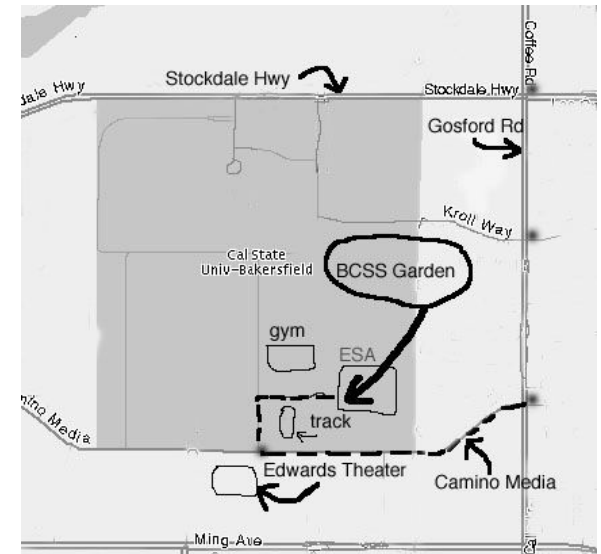 Coffee Rd
Stockdale Hwy
Stockdale Hwy
dale Hwy
Gosford Rd
Kroll Way
Cal State
Univ-Bakersfield
BCSS Garden
gym
ESA
track
mino Media
Edwards Theater
Camino Media
Ming Ave